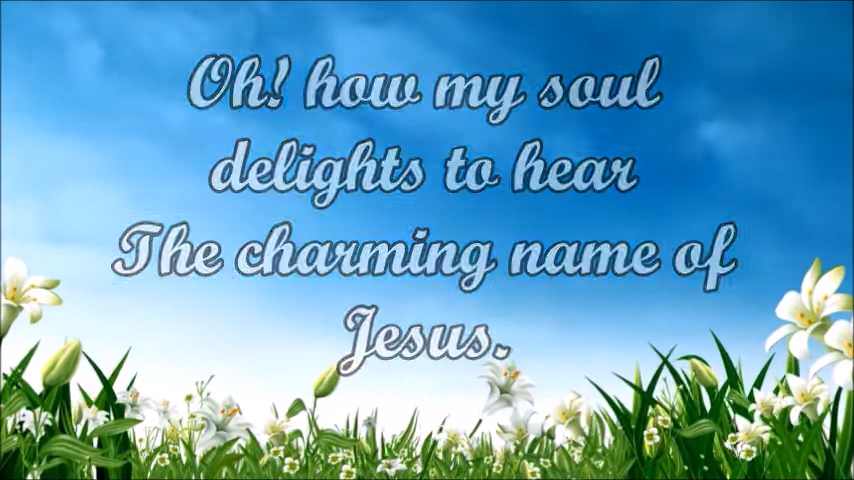 Oh! how my soul
delights to hear
The charming name of
Jesus.